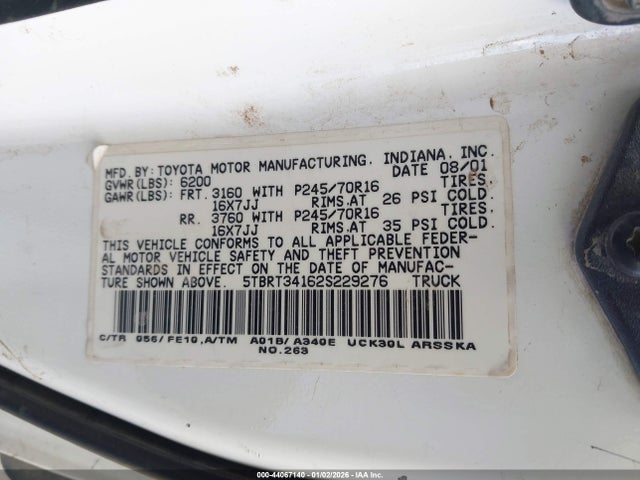 MFD. BY: TOYOTA MOTOR MANUFACTURING, INDIANA, INC.
GVWR(LBS): 6200 DATE 08/01
GAWR(LBS): FRT. 3160 WITH P245/70R16 TIRES,
16X7JJ RIMS,AT 26 PSI COLD.
RR. 3760 WITH P245/70R16 TIRES,
16X7JJ RIMS,AT 35 PSI COLD.
THIS VEHICLE CONFORMS TO ALL APPLICABLE FEDER-
AL MOTOR VEHICLE SAFETY AND THEFT PREVENTION
STANDARDS IN EFFECT ON THE DATE OF MANUFAC-
TURE SHOWN ABOVE. 5TBRT34162S229276 TRUCK
C/TR 056/FE10,A/TM A01B/A340E UCK30L ARSSKA
NO.263
000-44067140 - 01/02/2026 - IAAI.COM